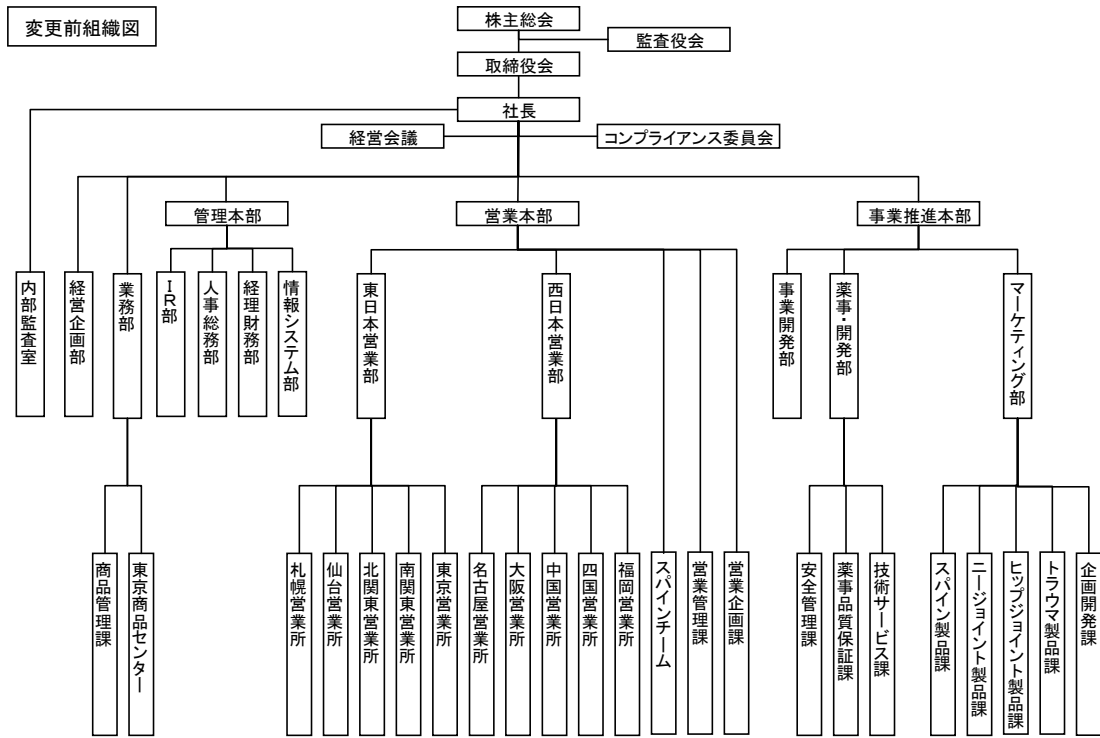 変更前組織図
株主総会
監査役会
取締役会
社長
経営会議
コンプライアンス委員会
管理本部
営業本部
事業推進本部
内部監査室
経営企画部
業務部
IR部
人事総務部
経理財務部
情報システム部
東日本営業部
西日本営業部
事業開発部
薬事・開発部
マーケティング部
商品管理課
東京商品センター
札幌営業所
仙台営業所
北関東営業所
南関東営業所
東京営業所
名古屋営業所
大阪営業所
中国営業所
四国営業所
福岡営業所
スパインチーム
営業管理課
営業企画課
安全管理課
薬事品質保証課
技術サービス課
スパイン製品課
ニージョイント製品課
ヒップジョイント製品課
トラウマ製品課
企画開発課